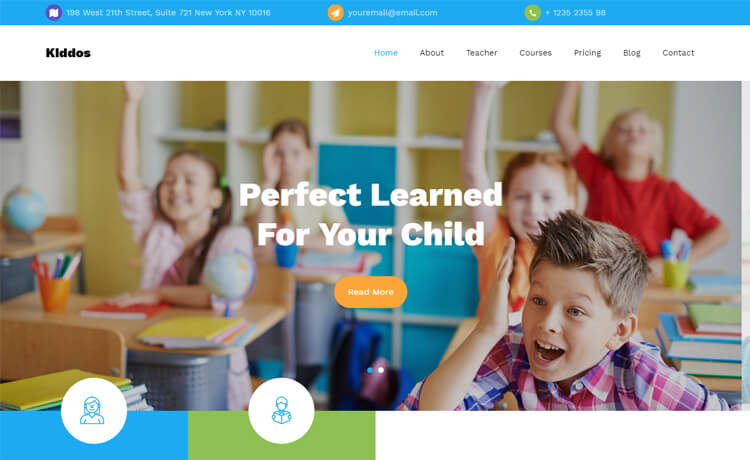 198 West 21th Street, Suite 721 New York NY 10016
youremail@email.com
+ 1235 2355 98
Kiddos
Home
About
Teacher
Courses
Pricing
Blog
Contact
Perfect Learned
For Your Child
Read More